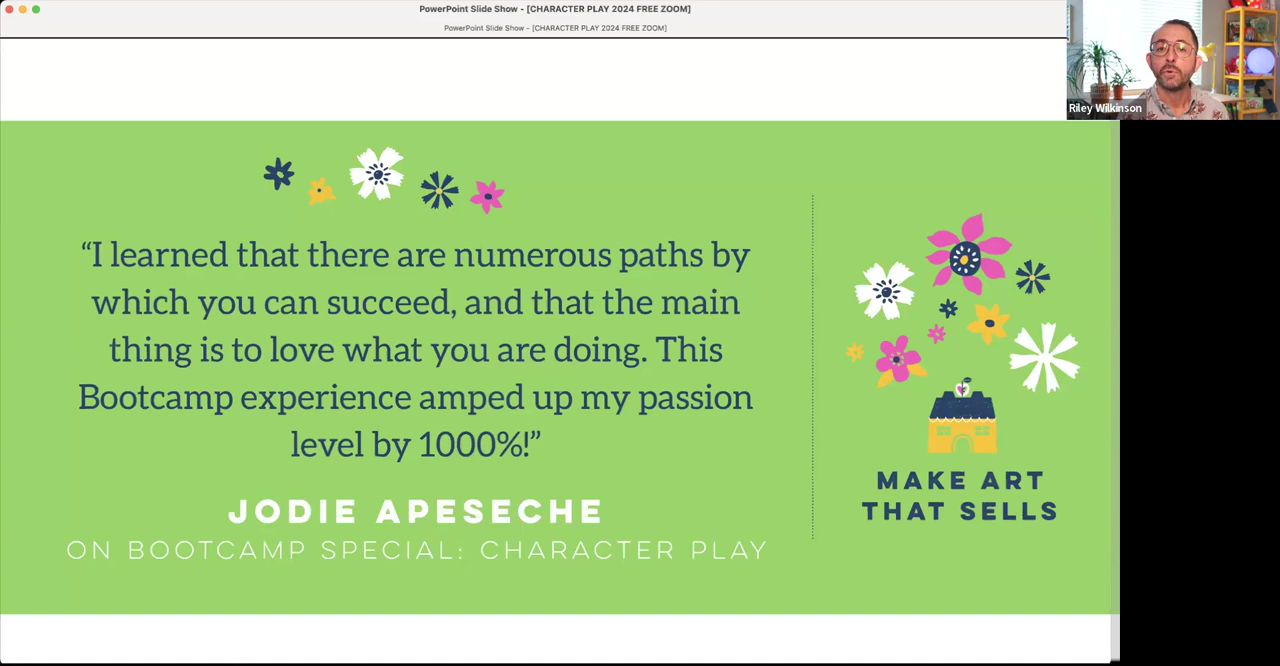 PowerPoint Slide Show - [CHARACTER PLAY 2024 FREE ZOOM]
PowerPoint Slide Show - [CHARACTER PLAY 2024 FREE ZOOM]
Riley Wilkinson
“I learned that there are numerous paths by
which you can succeed, and that the main
thing is to love what you are doing. This
Bootcamp experience amped up my passion
level by 1000%!”
JODIE APESECHE
ON BOOTCAMP SPECIAL: CHARACTER PLAY
MAKE ART
THAT SELLS